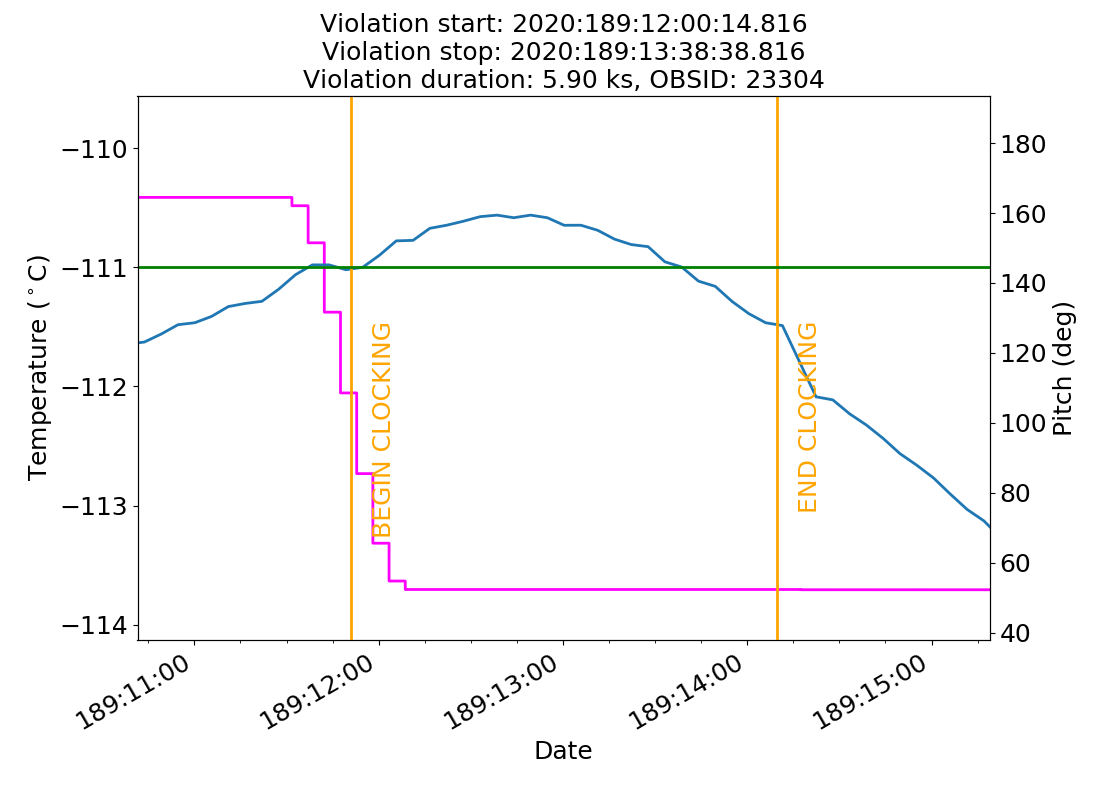 Violation start: 2020:189:12:00:14.816
Violation stop: 2020:189:13:38:38.816
Violation duration: 5.90 ks, OBSID: 23304
−110
−111
−112
−113
−114
Temperature (°C)
180
160
140
120
100
80
60
40
Pitch (deg)
BEGIN CLOCKING
END CLOCKING
189:11:00
189:12:00
189:13:00
189:14:00
189:15:00
Date